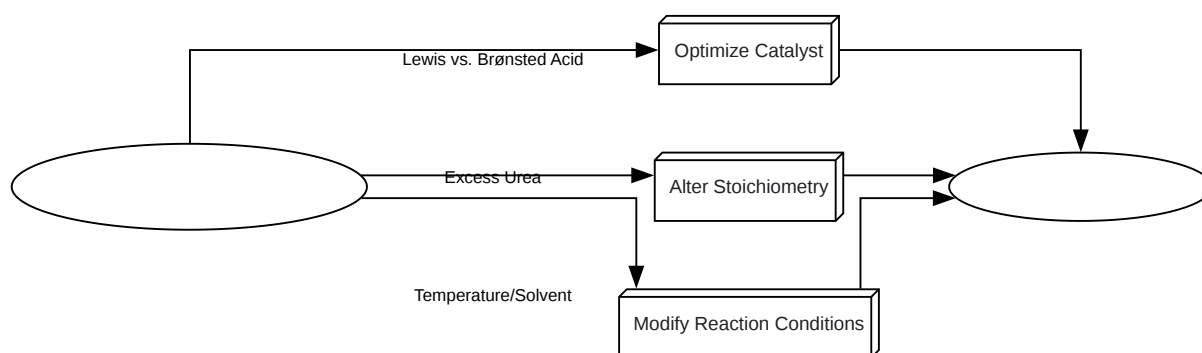 Optimize Catalyst
Lewis vs. Brønsted Acid
Excess Urea
Alter Stoichiometry
Temperature/Solvent
Modify Reaction Conditions